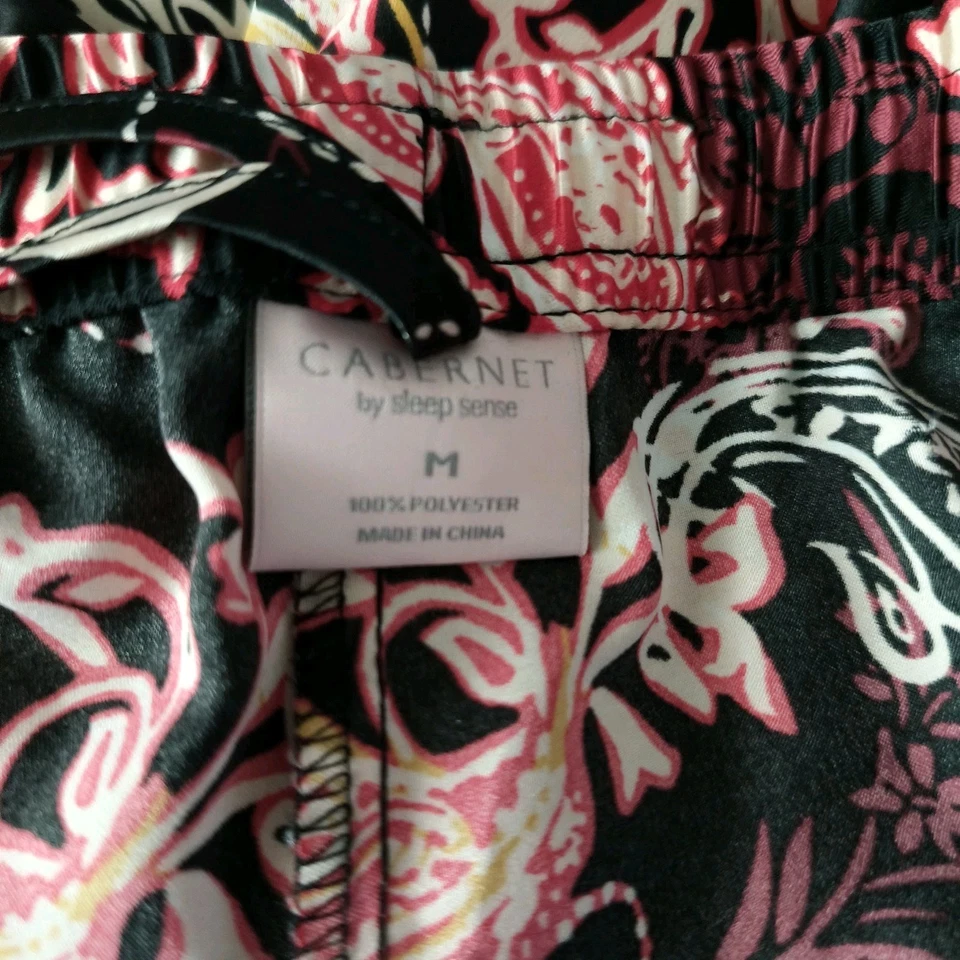 CABERNET
by sleep sense
M
100% POLYESTER
MADE IN CHINA